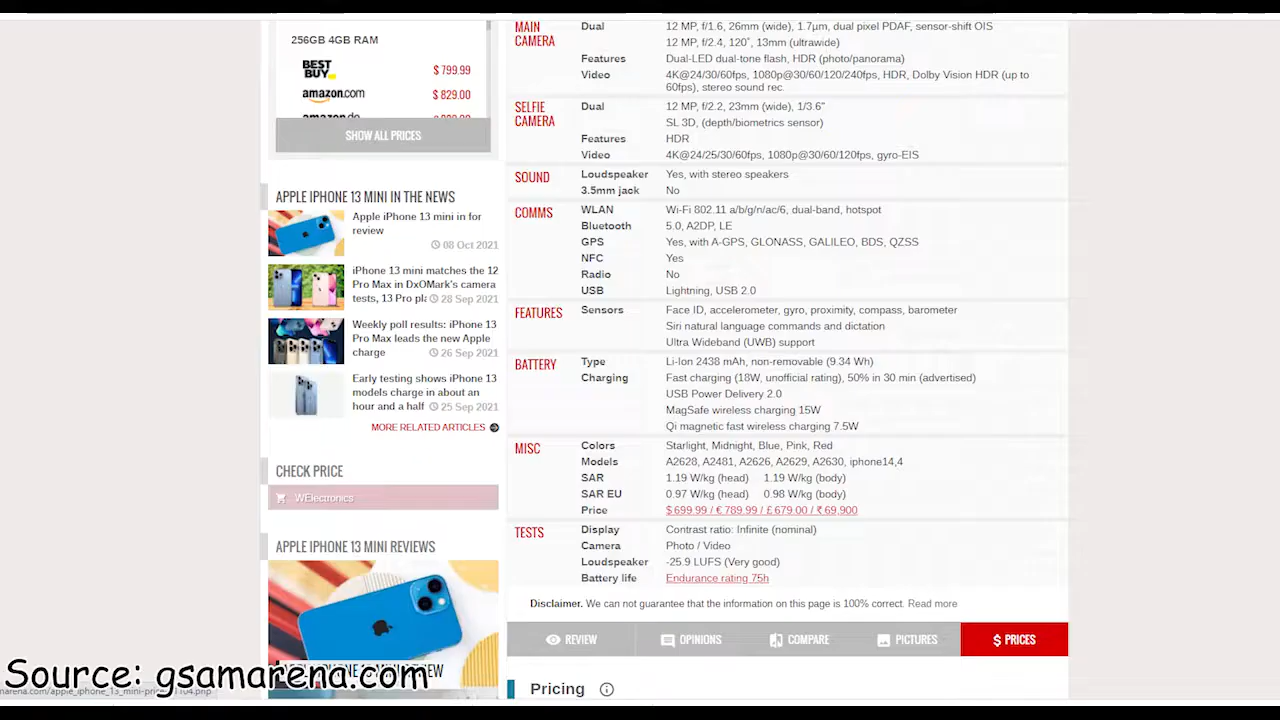 256GB 4GB RAM
BEST BUY
$ 799.99
amazon.com
$ 829.00
SHOW ALL PRICES
APPLE IPHONE 13 MINI IN THE NEWS
Apple iPhone 13 mini in for review
08 Oct 2021
iPhone 13 mini matches the 12 Pro Max in DxOMark's camera tests, 13 Pro
28 Sep 2021
Weekly poll results: iPhone 13 Pro Max leads the new Apple charge
26 Sep 2021
Early testing shows iPhone 13 models charge in about an hour and a half
25 Sep 2021
MORE RELATED ARTICLES
CHECK PRICE
WElectronics
APPLE IPHONE 13 MINI REVIEWS
MAIN CAMERA
Dual 12 MP, f/1.6, 26mm (wide), 1.7µm, dual pixel PDAF, sensor-shift OIS
12 MP, f/2.4, 120˚, 13mm (ultrawide)
Features Dual-LED dual-tone flash, HDR (photo/panorama)
Video 4K@24/30/60fps, 1080p@30/60/120/240fps, HDR, Dolby Vision HDR (up to
60fps), stereo sound rec.
SELFIE CAMERA
Dual 12 MP, f/2.2, 23mm (wide), 1/3.6"
SL 3D, (depth/biometrics sensor)
Features HDR
Video 4K@24/25/30/60fps, 1080p@30/60/120fps, gyro-EIS
SOUND
Loudspeaker Yes, with stereo speakers
3.5mm jack No
COMMS
WLAN Wi-Fi 802.11 a/b/g/n/ac/6, dual-band, hotspot
Bluetooth 5.0, A2DP, LE
GPS Yes, with A-GPS, GLONASS, GALILEO, BDS, QZSS
NFC Yes
Radio No
USB Lightning, USB 2.0
FEATURES
Sensors Face ID, accelerometer, gyro, proximity, compass, barometer
Siri natural language commands and dictation
Ultra Wideband (UWB) support
BATTERY
Type Li-Ion 2438 mAh, non-removable (9.34 Wh)
Charging Fast charging (18W, unofficial rating), 50% in 30 min (advertised)
USB Power Delivery 2.0
MagSafe wireless charging 15W
Qi magnetic fast wireless charging 7.5W
MISC
Colors Starlight, Midnight, Blue, Pink, Red
Models A2628, A2481, A2626, A2629, A2630, iphone14,4
SAR 1.19 W/kg (head) 1.19 W/kg (body)
SAR EU 0.97 W/kg (head) 0.98 W/kg (body)
Price $ 699.99 / € 789.99 / £ 679.00 / ₹ 69,900
TESTS
Display Contrast ratio: Infinite (nominal)
Camera Photo / Video
Loudspeaker -25.9 LUFS (Very good)
Battery life Endurance rating 75h
Disclaimer. We can not guarantee that the information on this page is 100% correct. Read more
REVIEW
OPINIONS
COMPARE
PICTURES
PRICES
Pricing
Source: gsamarena.com